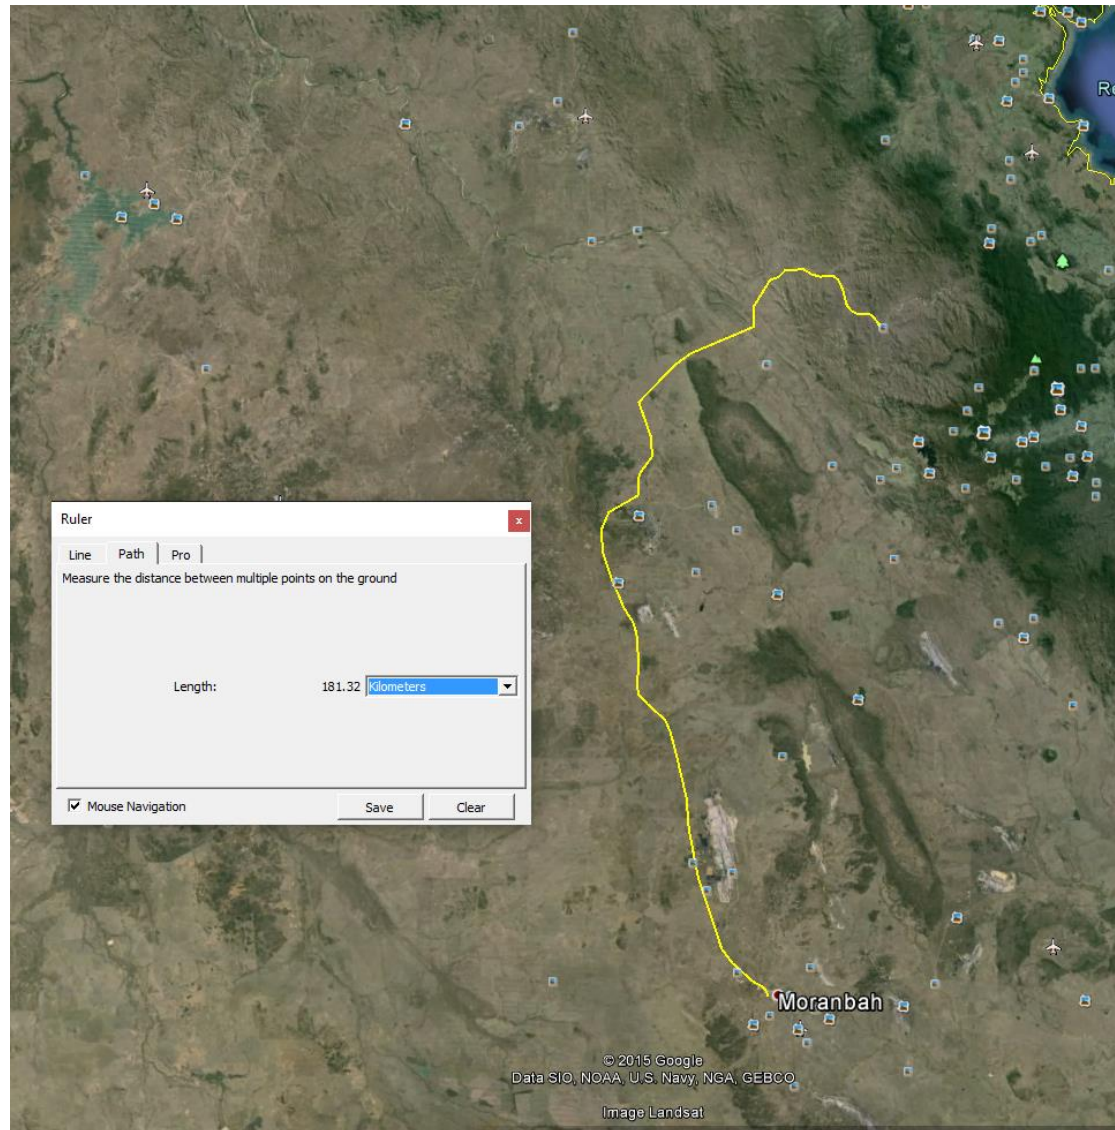 Re
Ruler
x
Line Path Pro
Measure the distance between multiple points on the ground
Length: 181.32 Kilometers
Mouse Navigation Save Clear
Moranbah
© 2015 Google
Data SIO, NOAA, U.S. Navy, NGA, GEBCO
Image Landsat